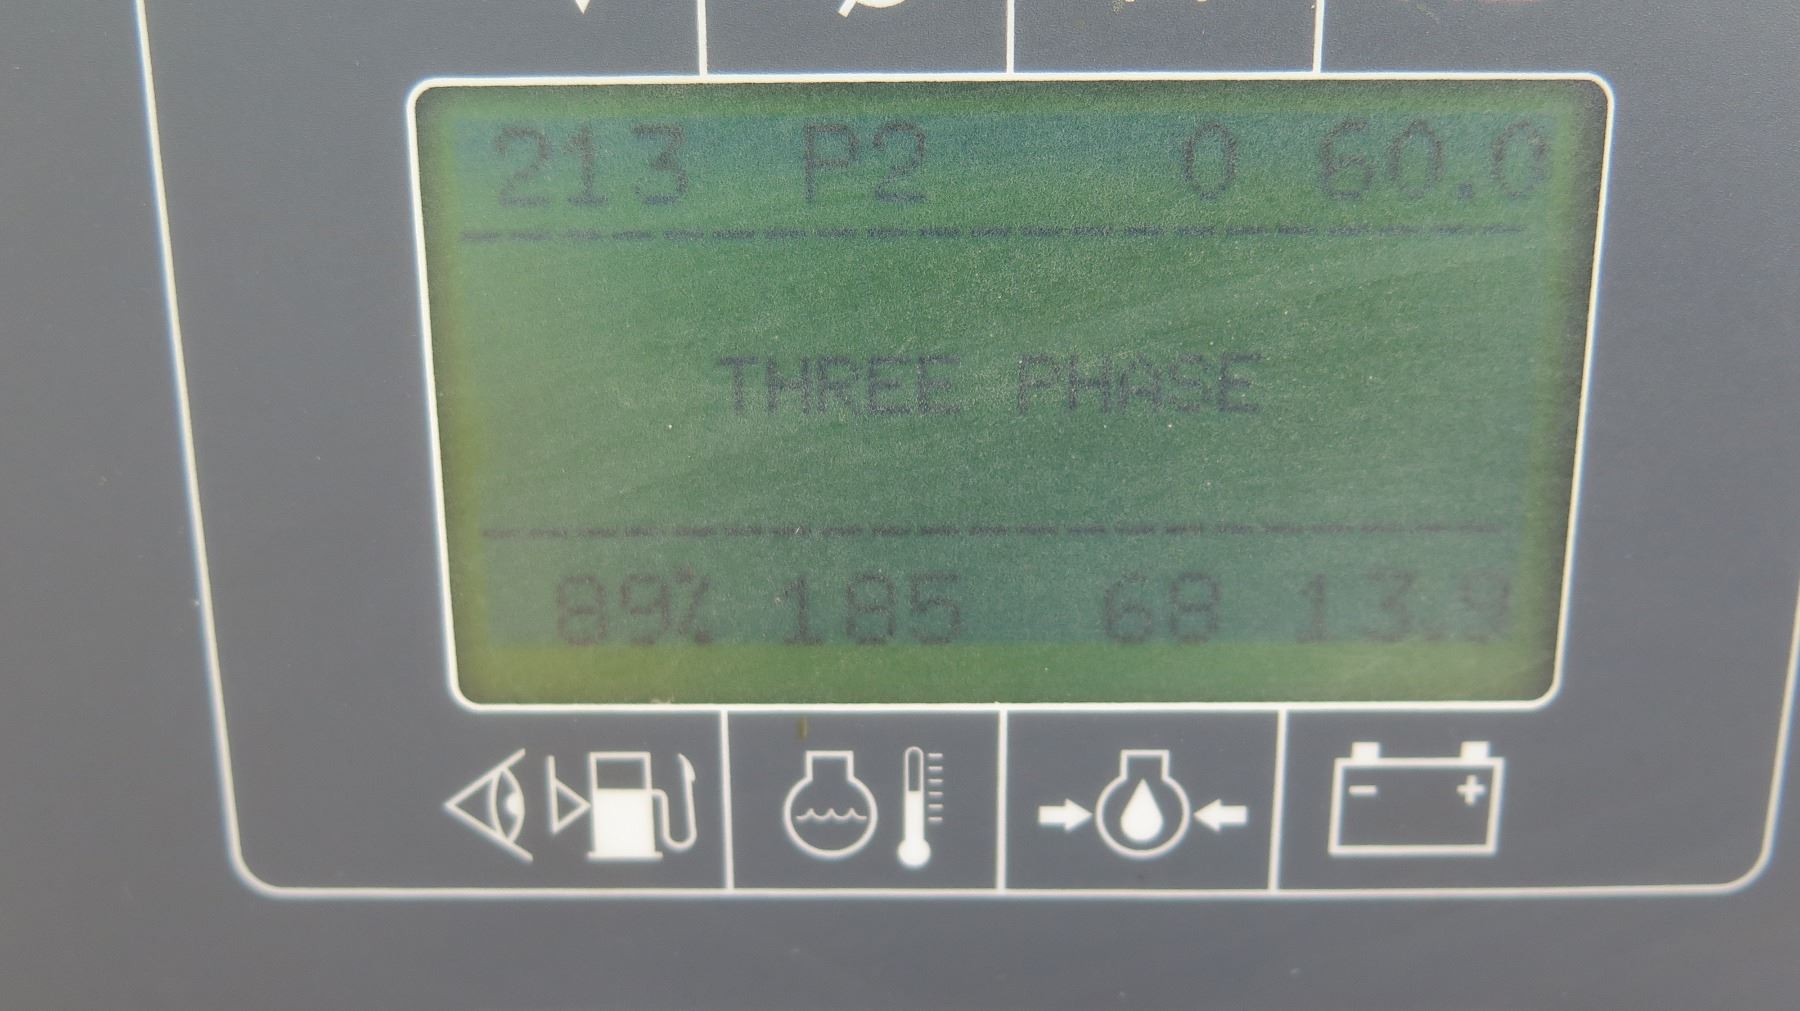 213 P2 0 60.0
THREE PHASE
89% 185 68 13.9